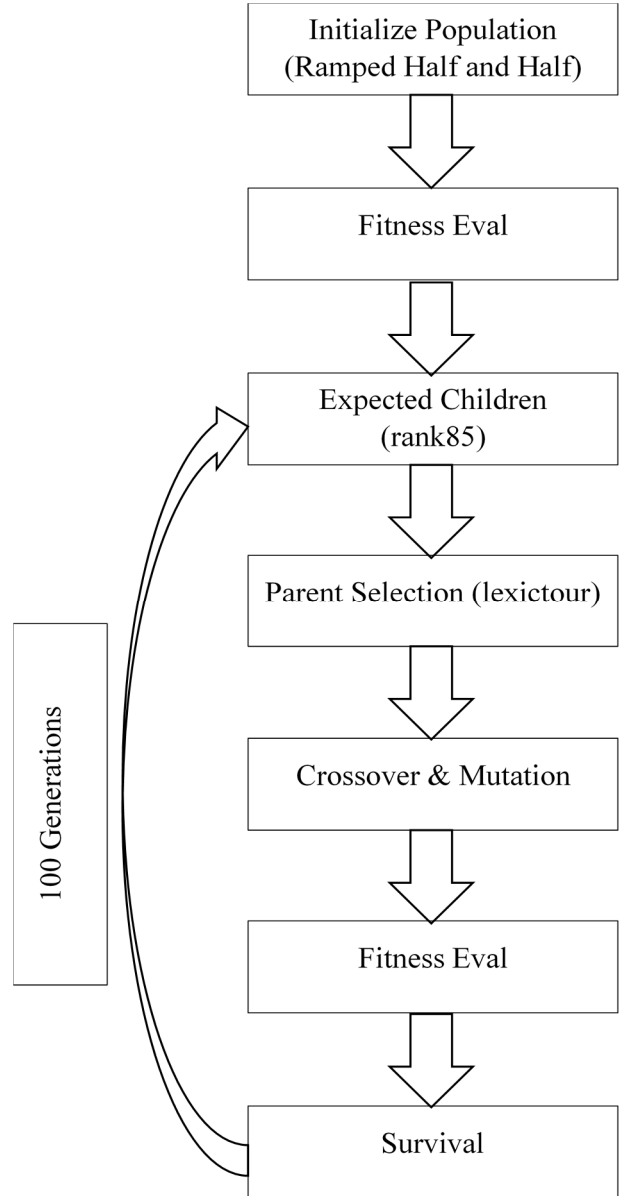 Initialize Population
(Ramped Half and Half)
Fitness Eval
Expected Children
(rank85)
Parent Selection (lexictour)
Crossover & Mutation
Fitness Eval
Survival
100 Generations